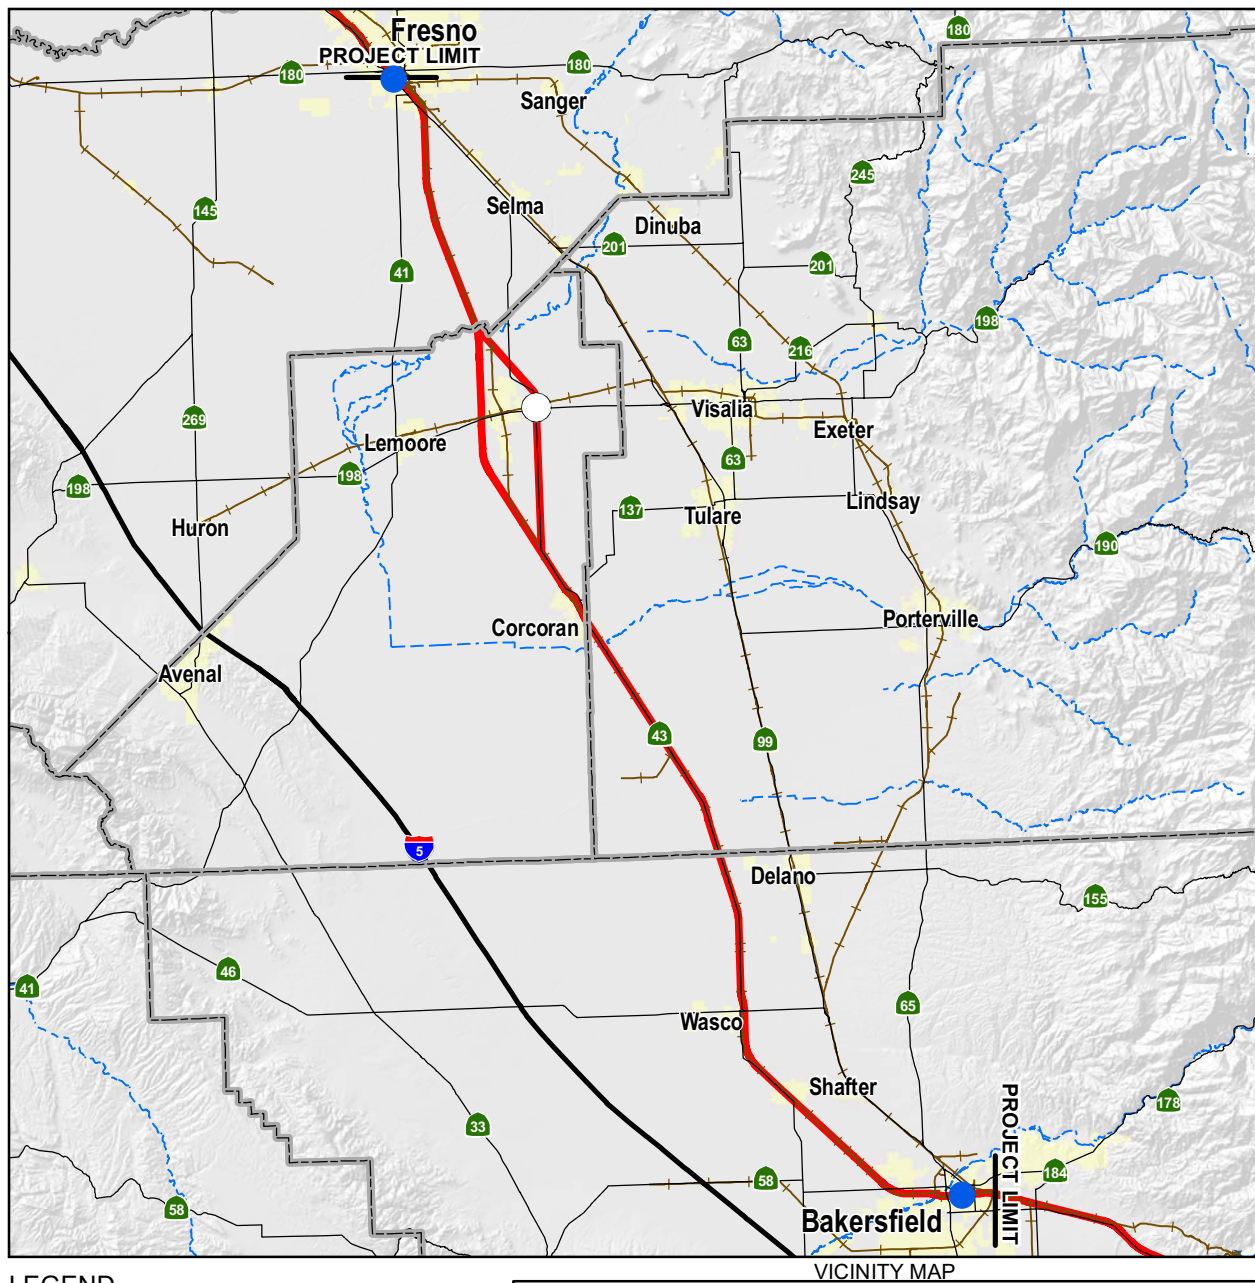 180
Fresno
PROJECT LIMIT
180
180
Sanger
245
145
Selma
Dinuba
201
201
41
198
63
216
269
Visalia
Exeter
Lemoore
63
198
198
Lindsay
137
Tulare
Huron
190
Porterville
Corcoran
Avenal
43
99
5
Delano
155
46
41
65
Wasco
Shafter
178
33
PROJECT LIMIT
184
58
58
Bakersfield
VICINITY MAP
LEGEND